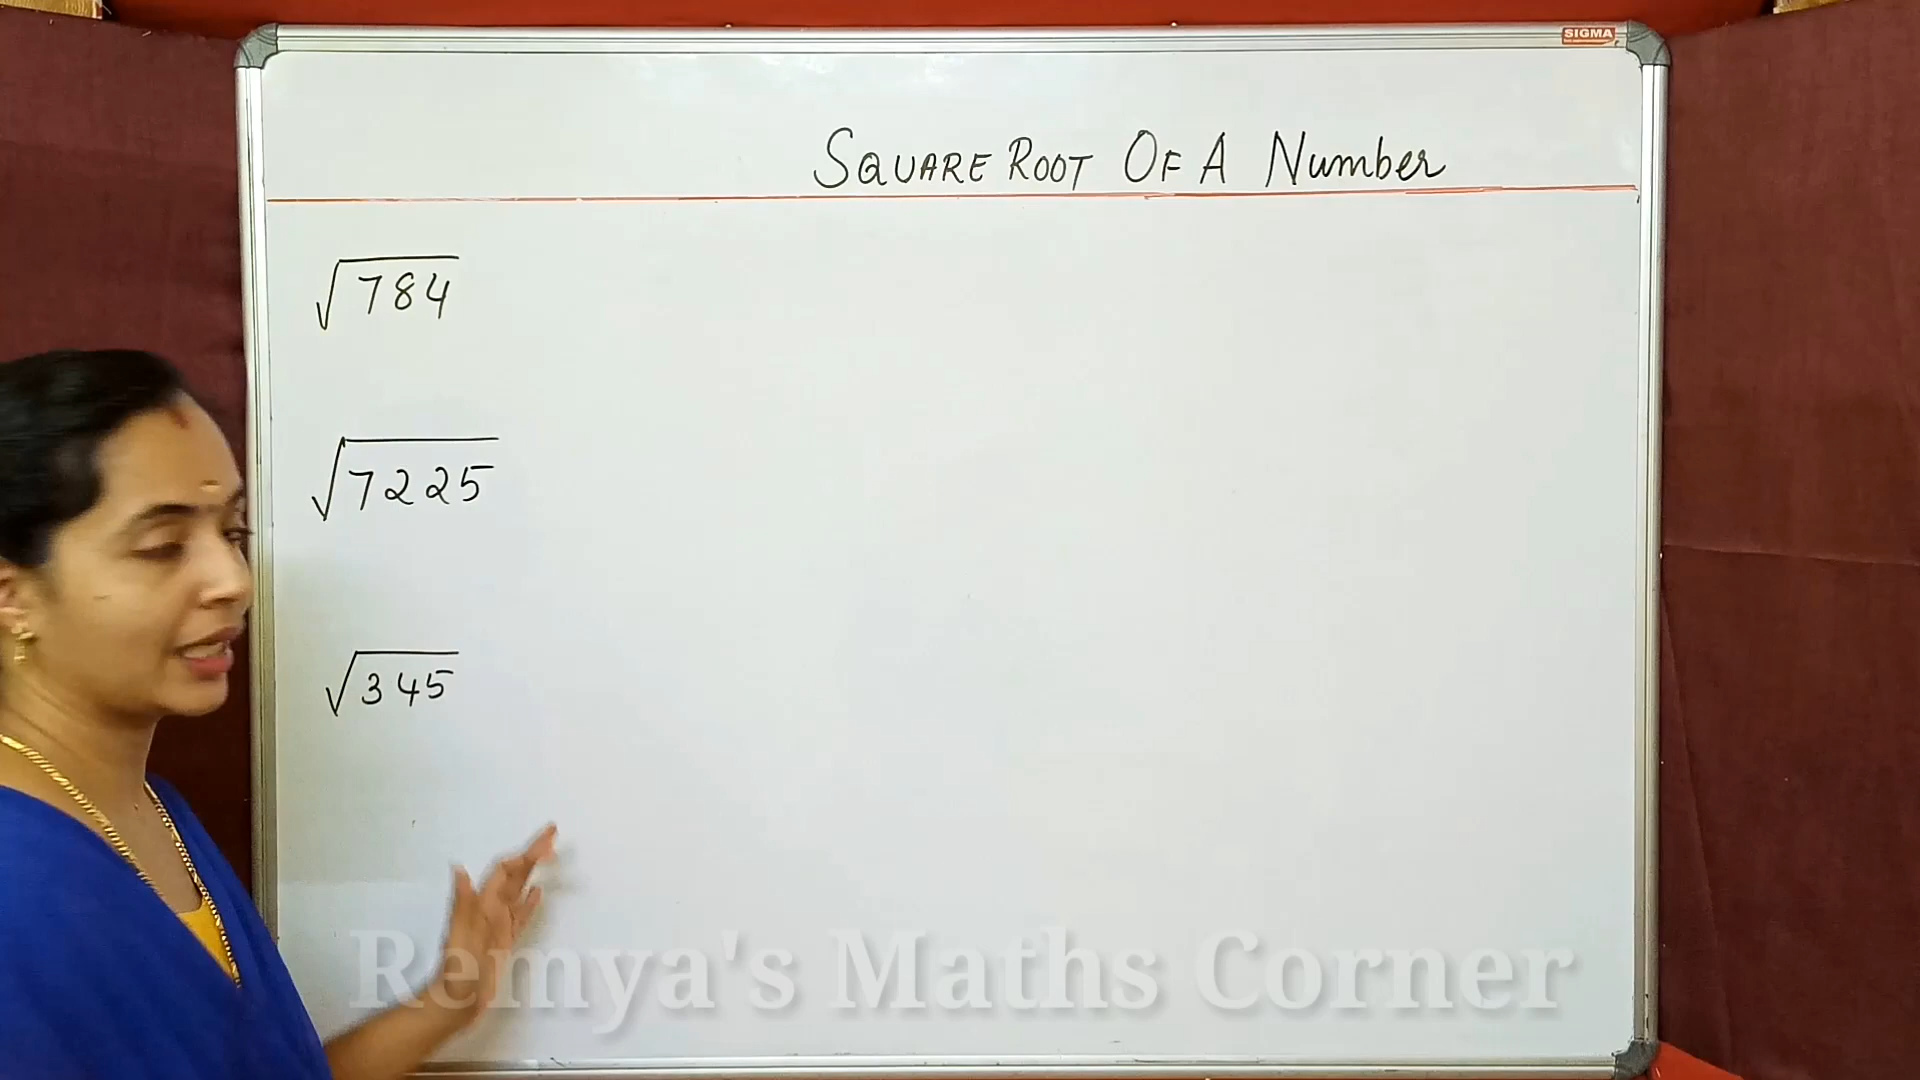 SIGMA
SQUARE ROOT OF A Number
√784
√7225
√345
Remya's Maths Corner